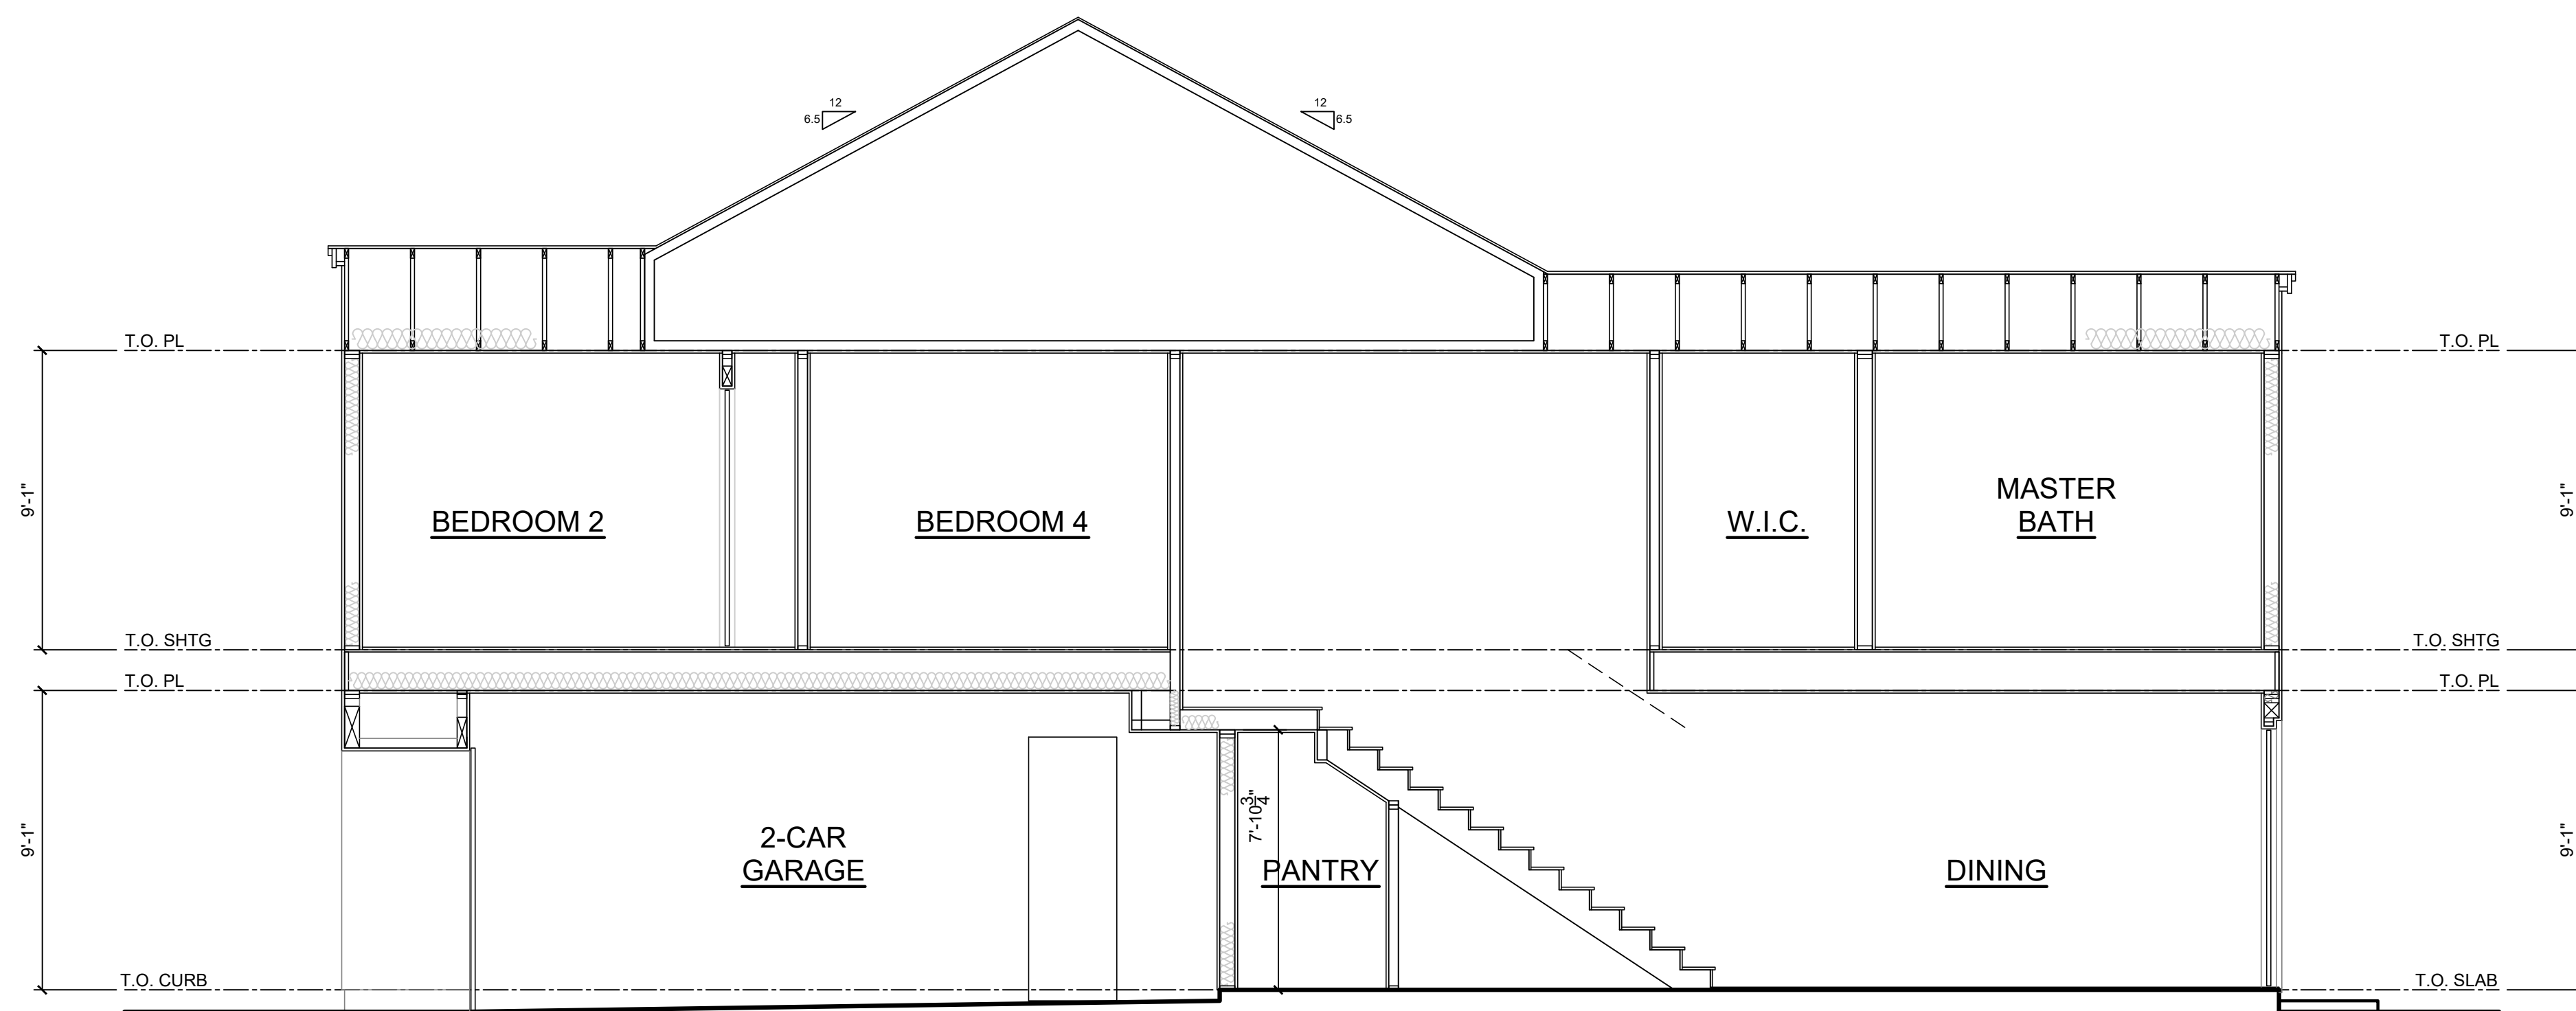 12
6.5
12
6.5
T.O. PL
T.O. PL
9'-1"
9'-1"
BEDROOM 2
BEDROOM 4
W.I.C.
MASTER
BATH
T.O. SHTG
T.O. SHTG
T.O. PL
T.O. PL
9'-1"
9'-1"
7'-10 3/4"
2-CAR
GARAGE
PANTRY
DINING
T.O. CURB
T.O. SLAB